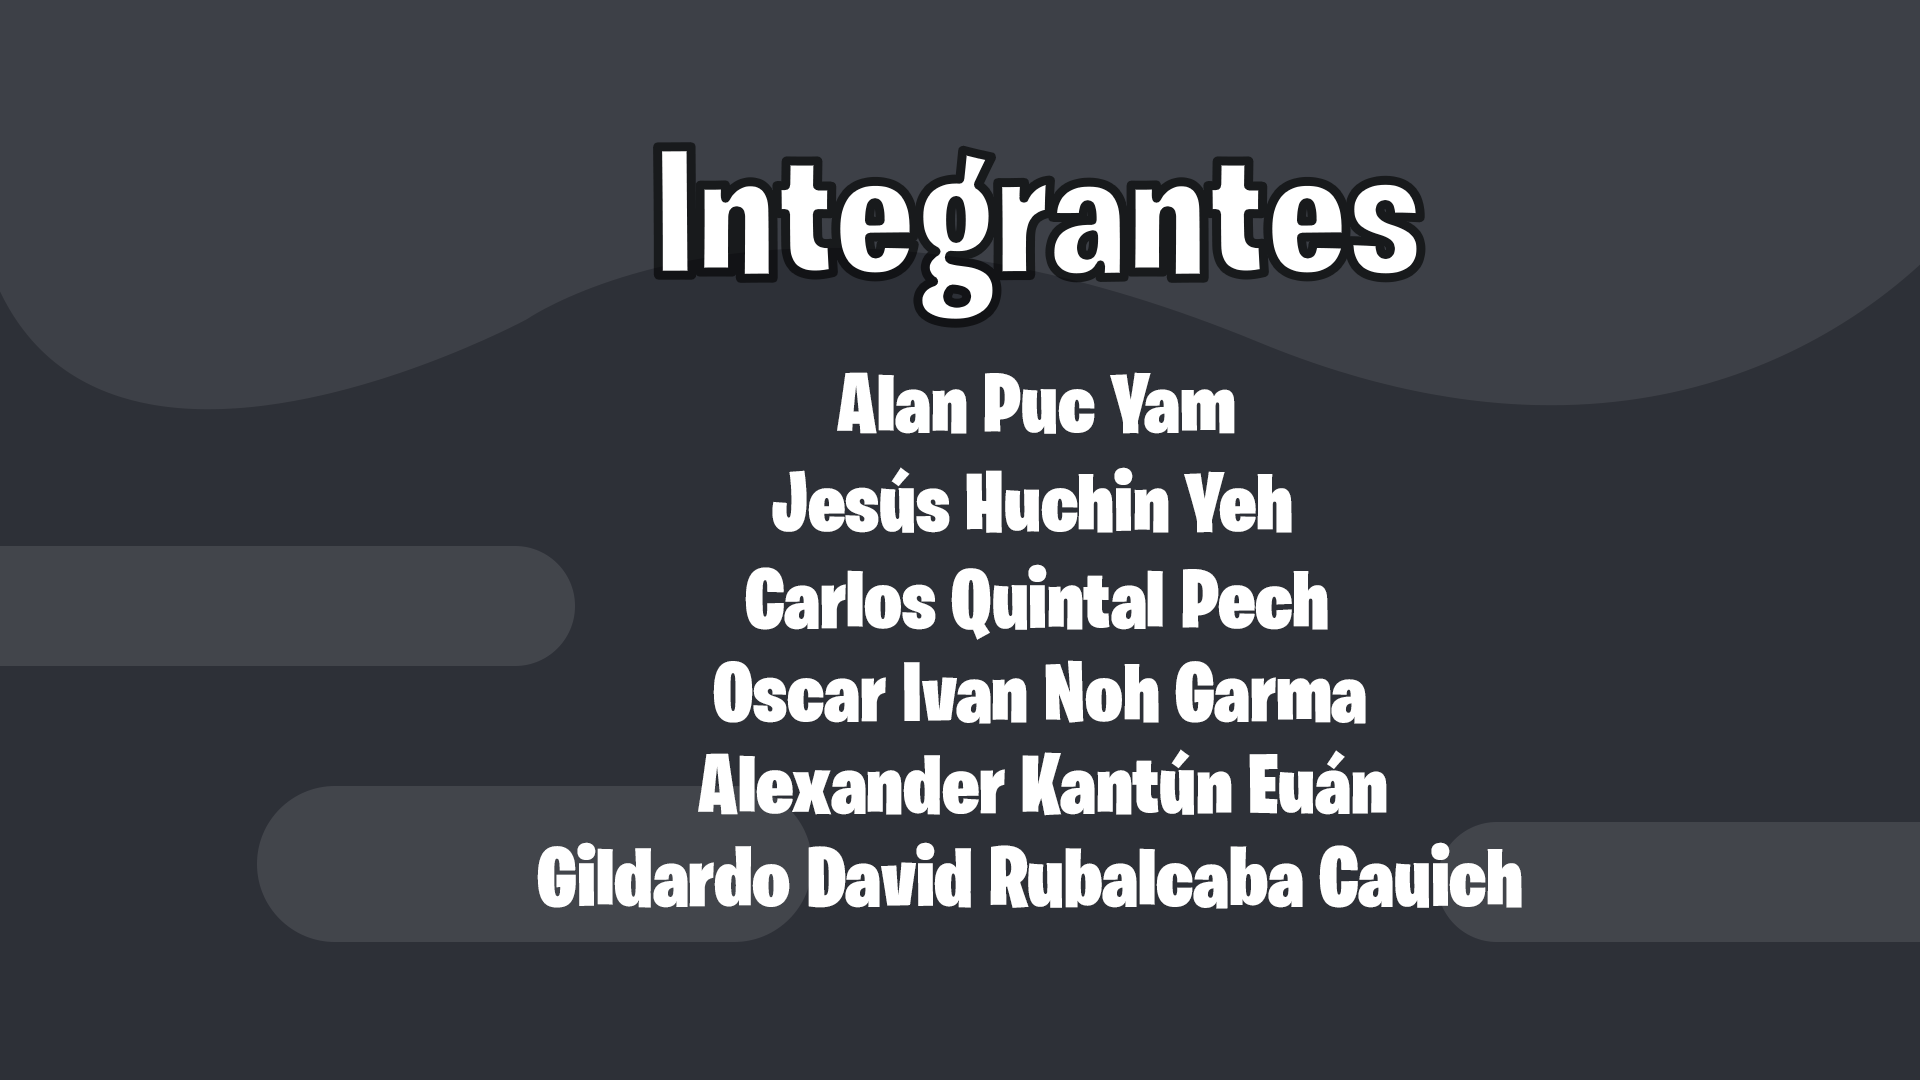 Integrantes
Alan Puc Yam
Jesús Huchin Yeh
Carlos Quintal Pech
Oscar Ivan Noh Garma
Alexander Kantún Euán
Gildardo David Rubalcaba Cauich